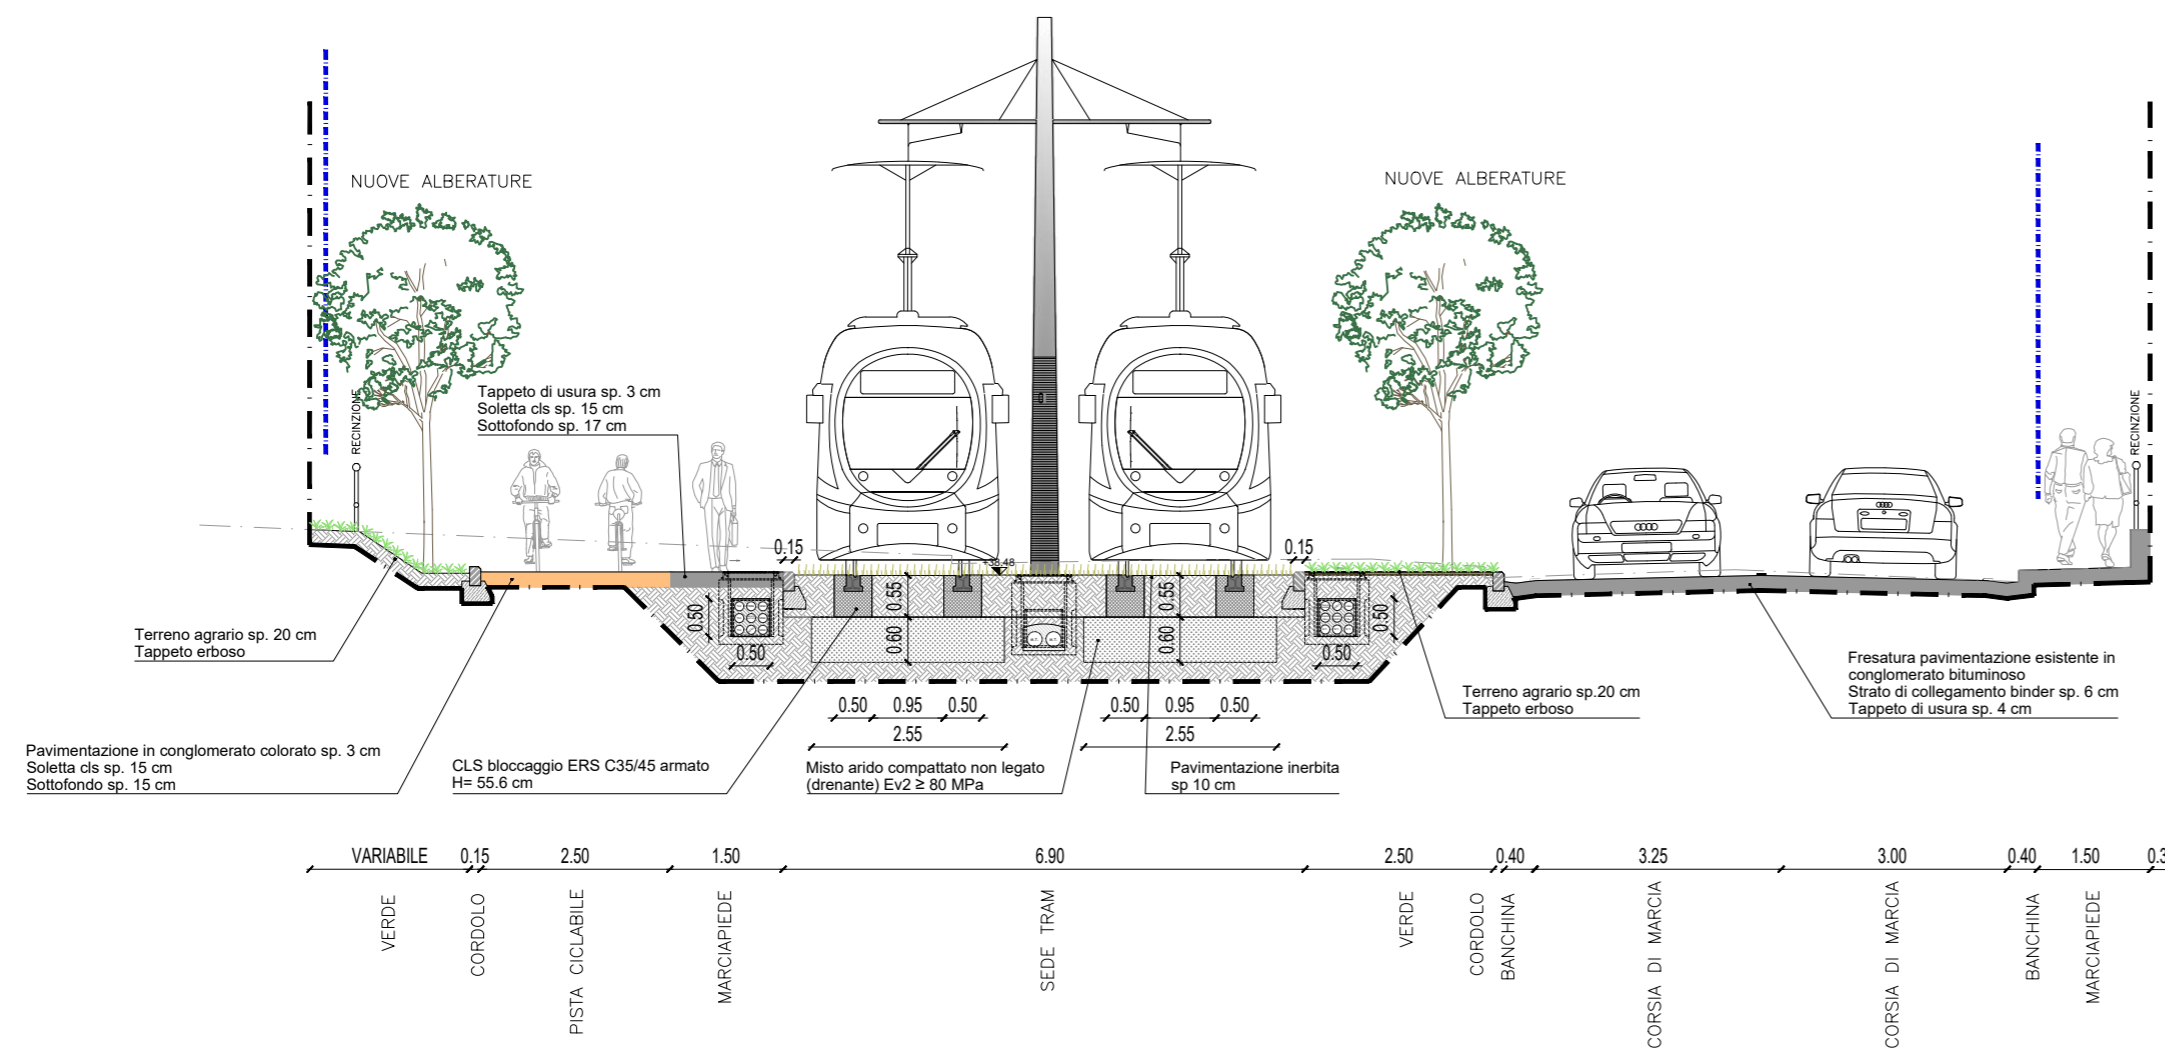 NUOVE ALBERATURE
NUOVE ALBERATURE
RECINZIONE
RECINZIONE
Tappeto di usura sp. 3 cm
Soletta cls sp. 15 cm
Sottofondo sp. 17 cm
0.15
+38.48
0.15
0.50
0.50
0.55
0.60
0.55
0.60
0.50
0.50
Terreno agrario sp. 20 cm
Tappeto erboso
Pavimentazione in conglomerato colorato sp. 3 cm
Soletta cls sp. 15 cm
Sottofondo sp. 15 cm
CLS bloccaggio ERS C35/45 armato
H= 55.6 cm
0.50 0.95 0.50
2.55
0.50 0.95 0.50
2.55
Misto arido compattato non legato
(drenante) Ev2 ≥ 80 MPa
Pavimentazione inerbita
sp 10 cm
Terreno agrario sp.20 cm
Tappeto erboso
Fresatura pavimentazione esistente in
conglomerato bituminoso
Strato di collegamento binder sp. 6 cm
Tappeto di usura sp. 4 cm
VARIABILE 0.15 2.50 1.50 6.90 2.50 0.40 3.25 3.00 0.40 1.50
VERDE
CORDOLO
PISTA CICLABILE
MARCIAPIEDE
SEDE TRAM
VERDE
CORDOLO
BANCHINA
CORSIA DI MARCIA
CORSIA DI MARCIA
BANCHINA
MARCIAPIEDE